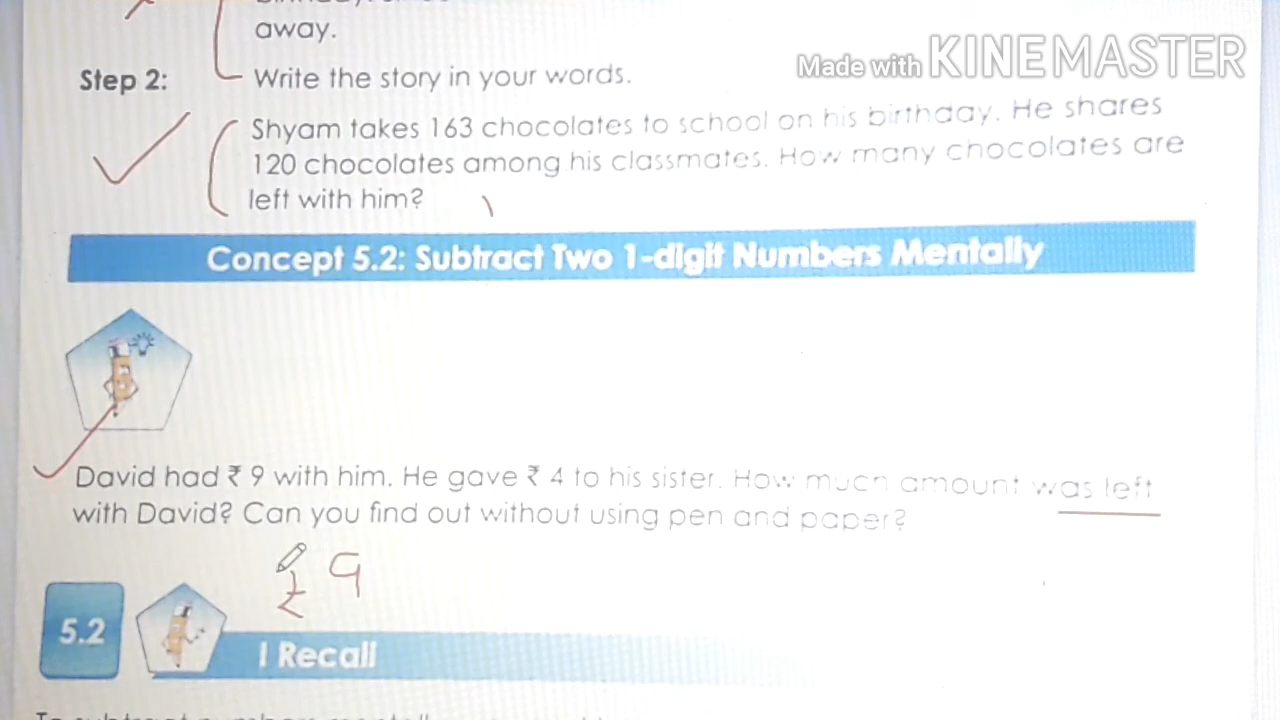 away.
Made with KINEMASTER
Step 2:
Write the story in your words.
Shyam takes 163 chocolates to school on his birthday. He shares
120 chocolates among his classmates. How many chocolates are
left with him?
Concept 5.2: Subtract Two 1-digit Numbers Mentally
David had ₹ 9 with him. He gave ₹ 4 to his sister. How much amount was left
with David? Can you find out without using pen and paper?
₹ 9
5.2
I Recall